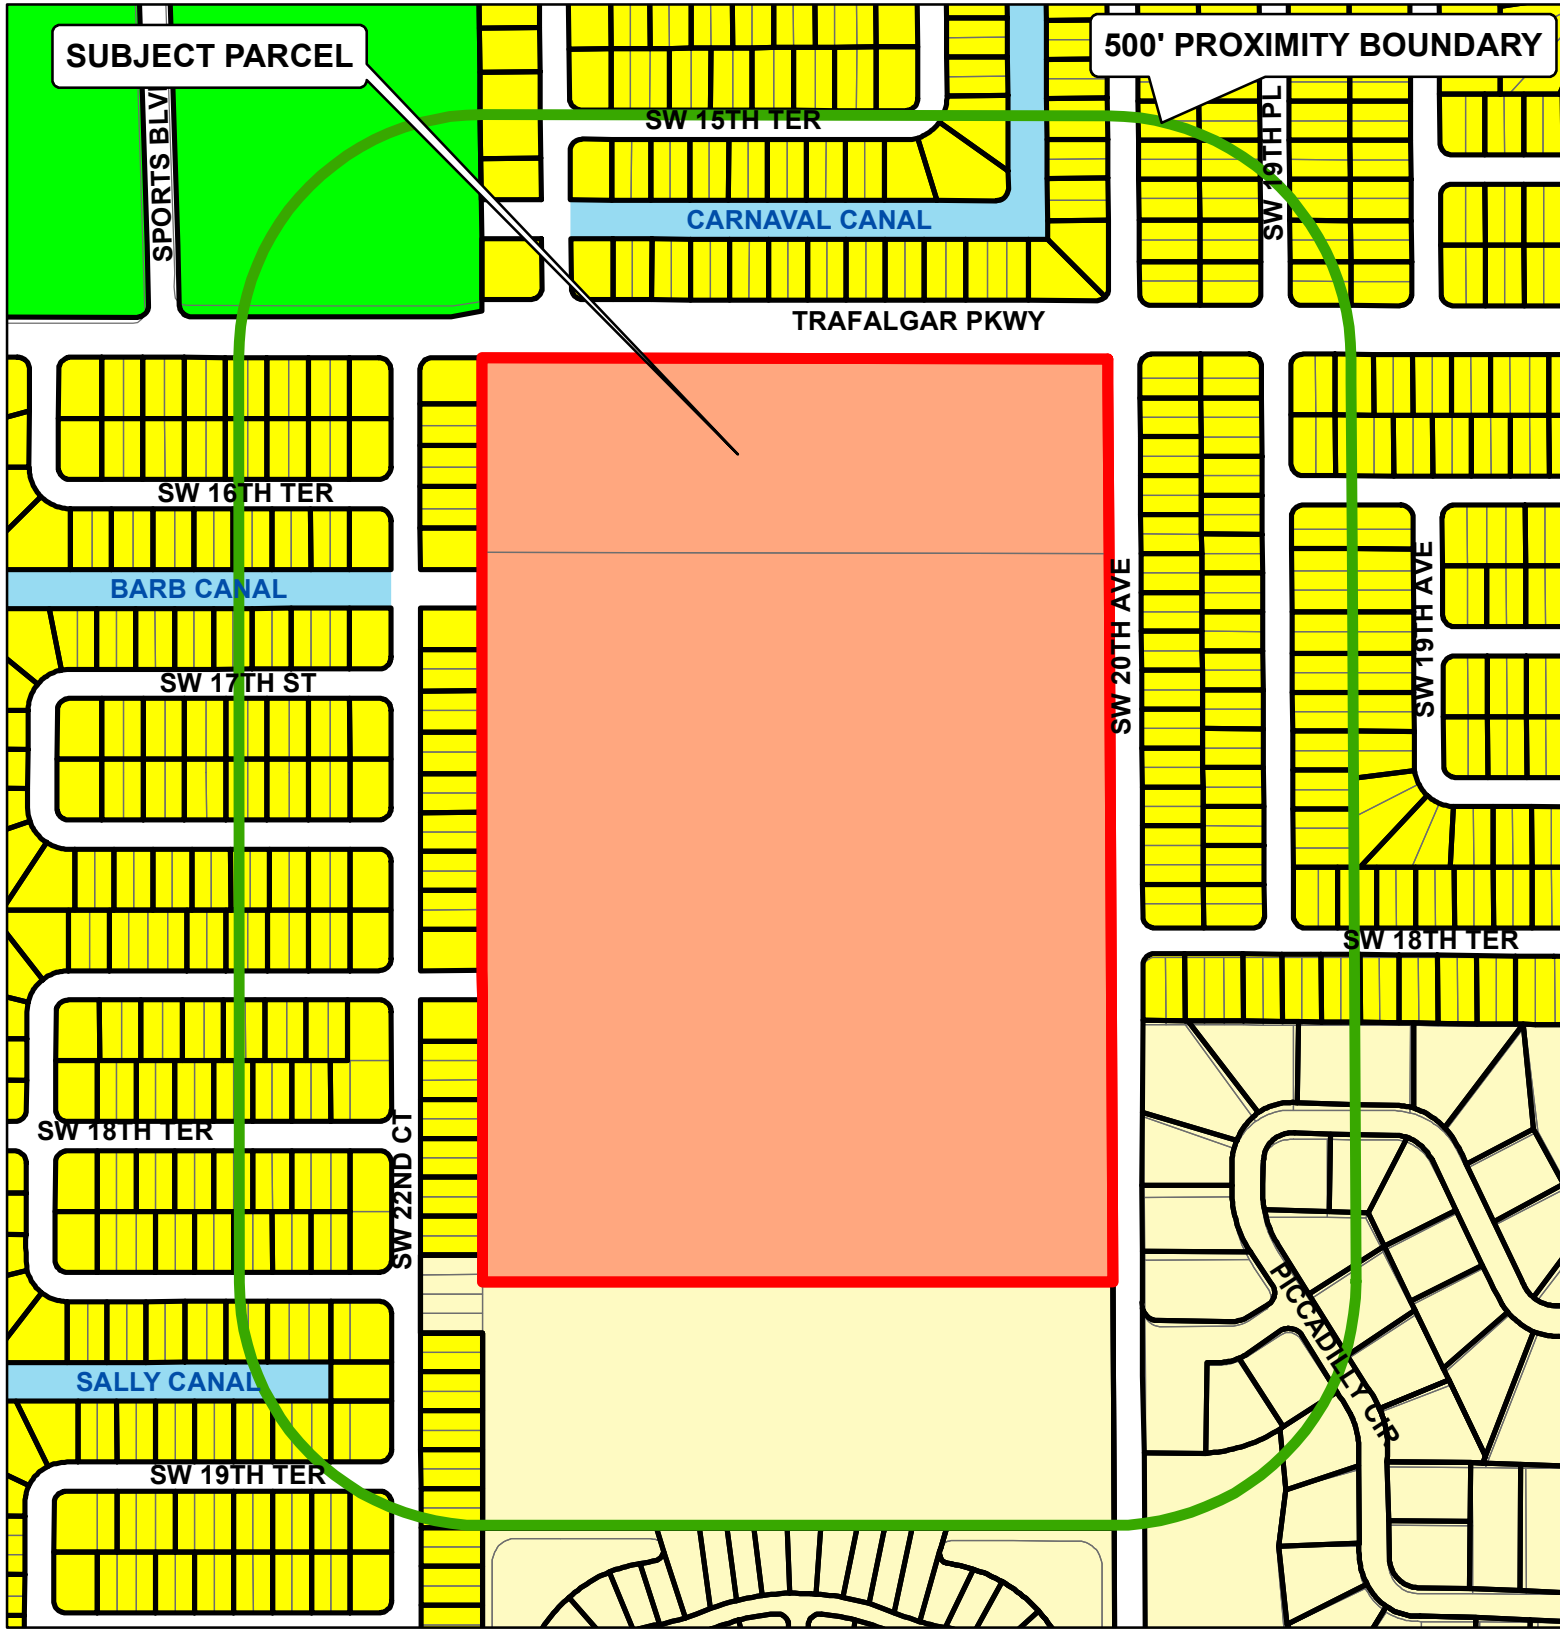 SUBJECT PARCEL
500' PROXIMITY BOUNDARY
SPORTS BLV
SW 15TH TER
SW 19TH PL
CARNAVAL CANAL
TRAFALGAR PKWY
SW 16TH TER
BARB CANAL
SW 20TH AVE
SW 19TH AVE
SW 17TH ST
SW 18TH TER
SW 18TH TER
SW 22ND CT
PICCADILLY CIR
SALLY CANAL
SW 19TH TER